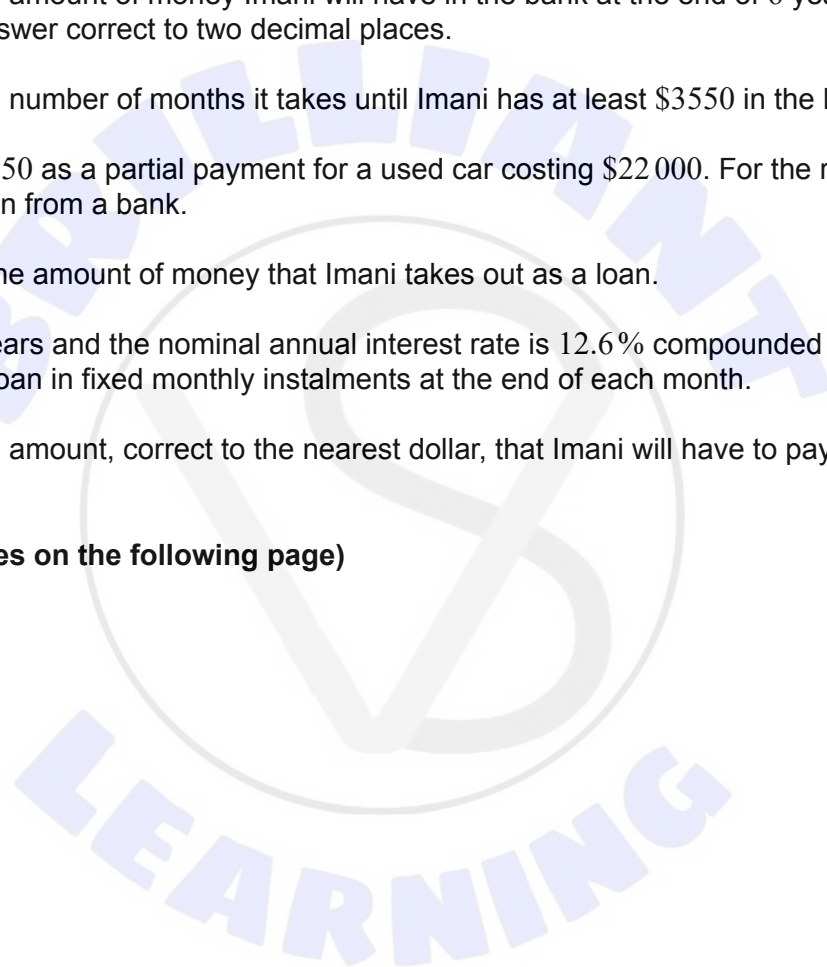 amount of money Imani will have in the bank at the end of 6
swer correct to two decimal places.
number of months it takes until Imani has at least $3550 in the
50 as a partial payment for a used car costing $22 000. For the
n from a bank.
he amount of money that Imani takes out as a loan.
ears and the nominal annual interest rate is 12.6 % compounded
oan in fixed monthly instalments at the end of each month.
amount, correct to the nearest dollar, that Imani will have to pay
es on the following page)
BRILLIANT
VS
LEARNING